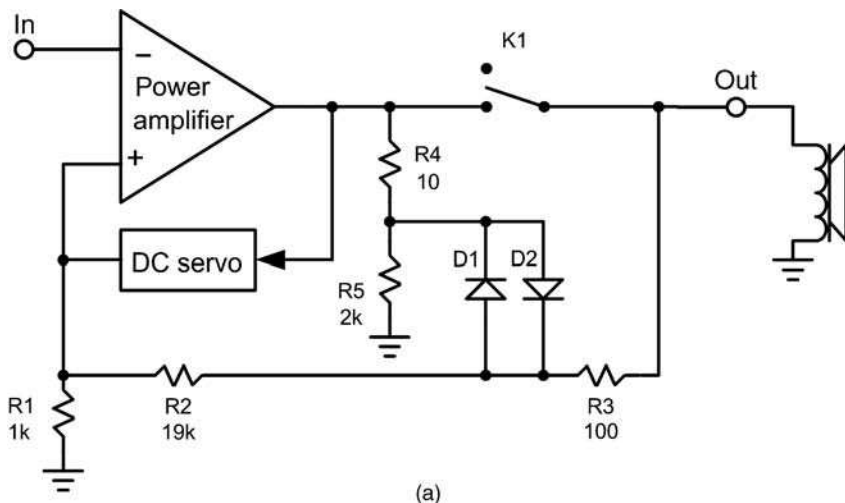 In
K1
Out
−
Power
amplifier
+
R4
10
DC servo
D1
D2
R5
2k
R1
1k
R2
19k
R3
100
(a)